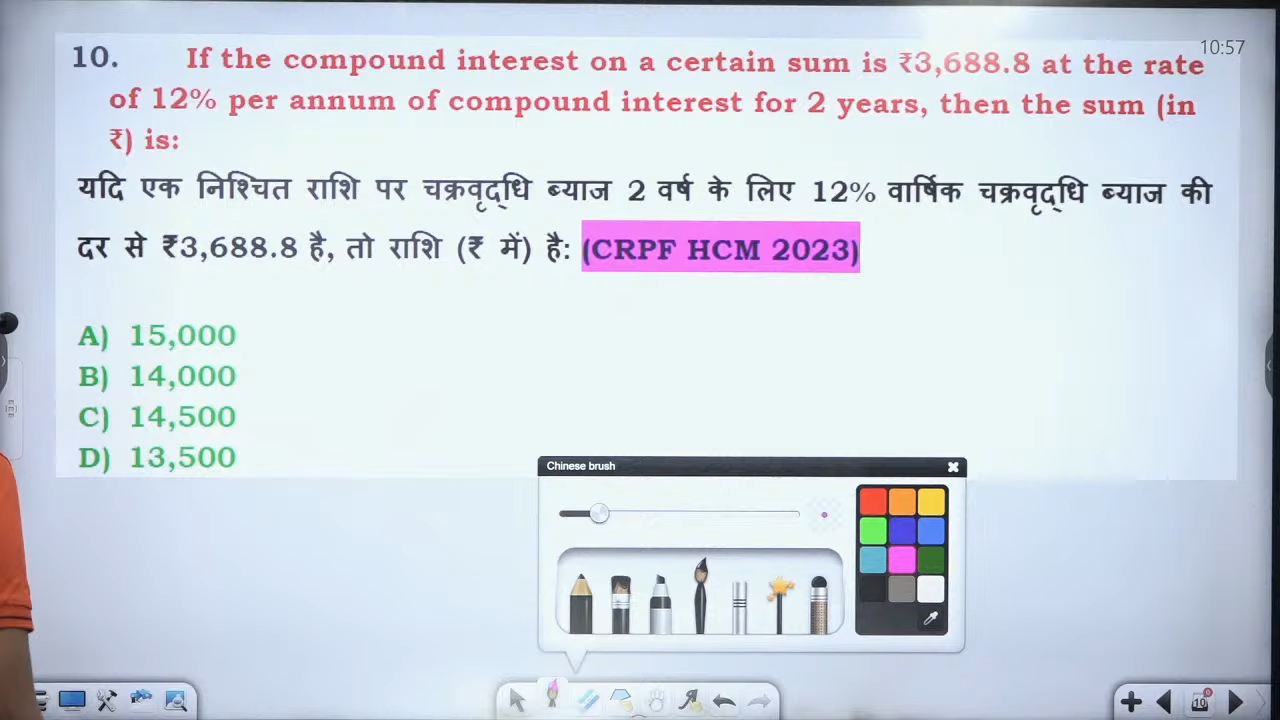 10:57
10. If the compound interest on a certain sum is ₹3,688.8 at the rate
of 12% per annum of compound interest for 2 years, then the sum (in
₹) is:
यदि एक निश्चित राशि पर चक्रवृद्धि ब्याज 2 वर्ष के लिए 12% वार्षिक चक्रवृद्धि ब्याज की
दर से ₹3,688.8 है, तो राशि (₹ में) है: (CRPF HCM 2023)
A) 15,000
B) 14,000
C) 14,500
D) 13,500
Chinese brush
10